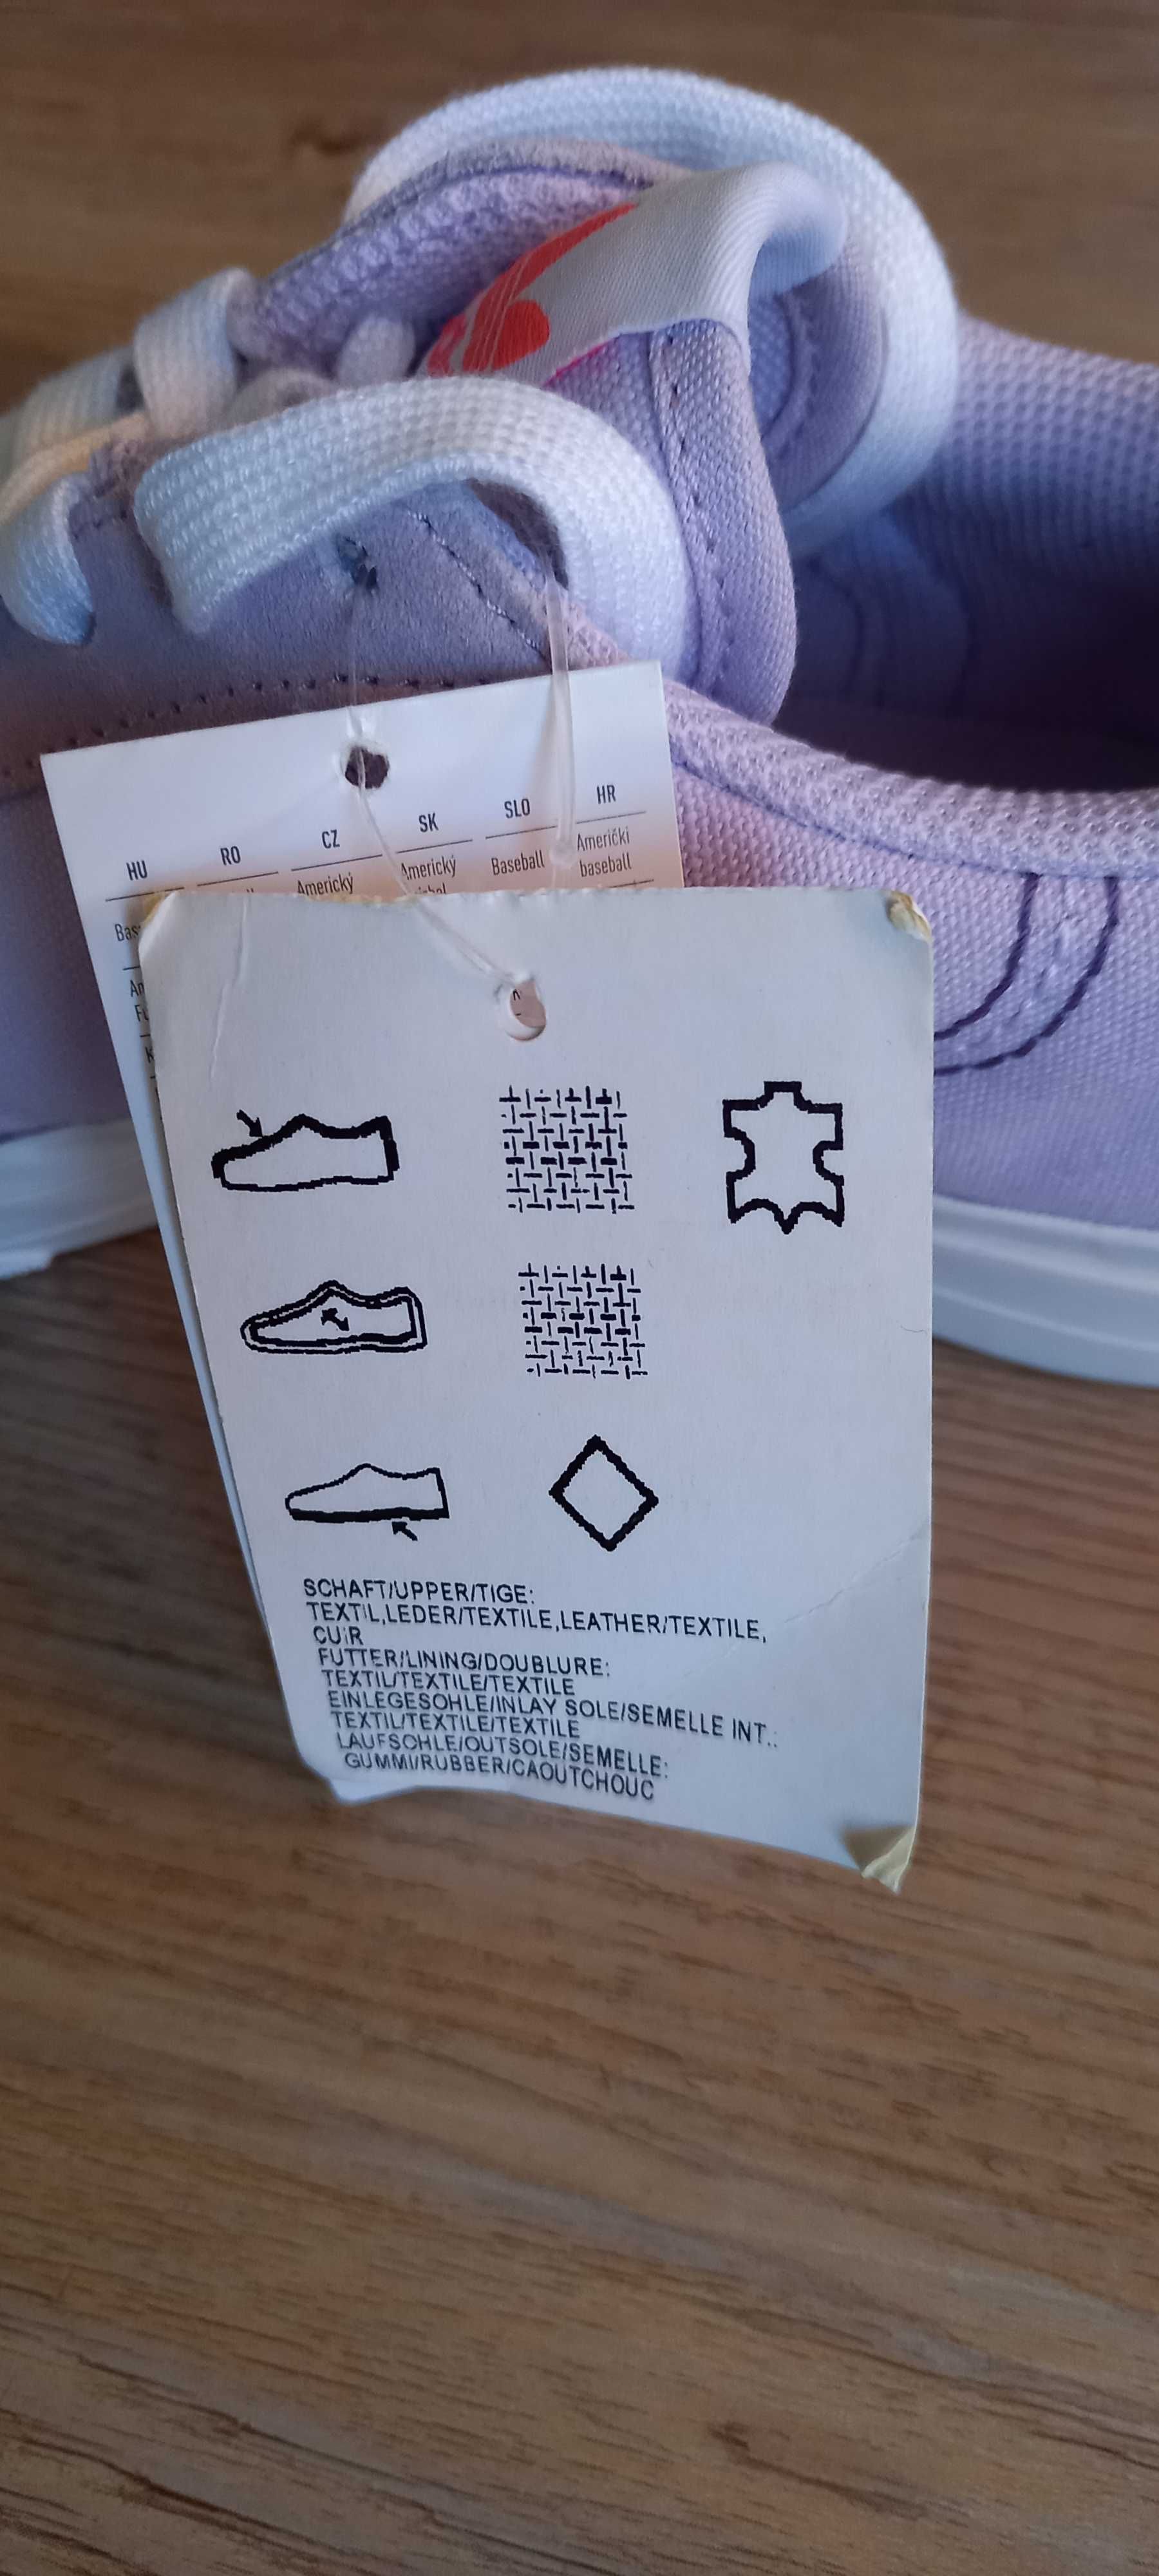 HU RO CZ SK SLO HR
Americký Americký Baseball Američki
baseball
SCHAFT/UPPER/TIGE:
TEXTIL,LEDER/TEXTILE,LEATHER/TEXTILE,
CUIR
FUTTER/LINING/DOUBLURE:
TEXTIL/TEXTILE/TEXTILE
EINLEGESOHLE/INLAY SOLE/SEMELLE INT.:
TEXTIL/TEXTILE/TEXTILE
LAUFSOHLE/OUTSOLE/SEMELLE:
GUMMI/RUBBER/CAOUTCHOUC